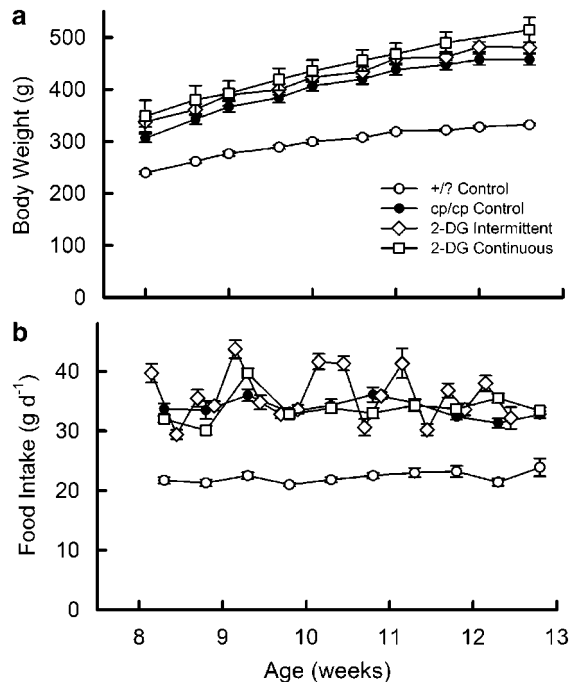 a
500
400
300
200
100
0
Body Weight (g)
+/? Control
cp/cp Control
2-DG Intermittent
2-DG Continuous
b
40
30
20
10
0
Food Intake (g d⁻¹)
8 9 10 11 12 13
Age (weeks)